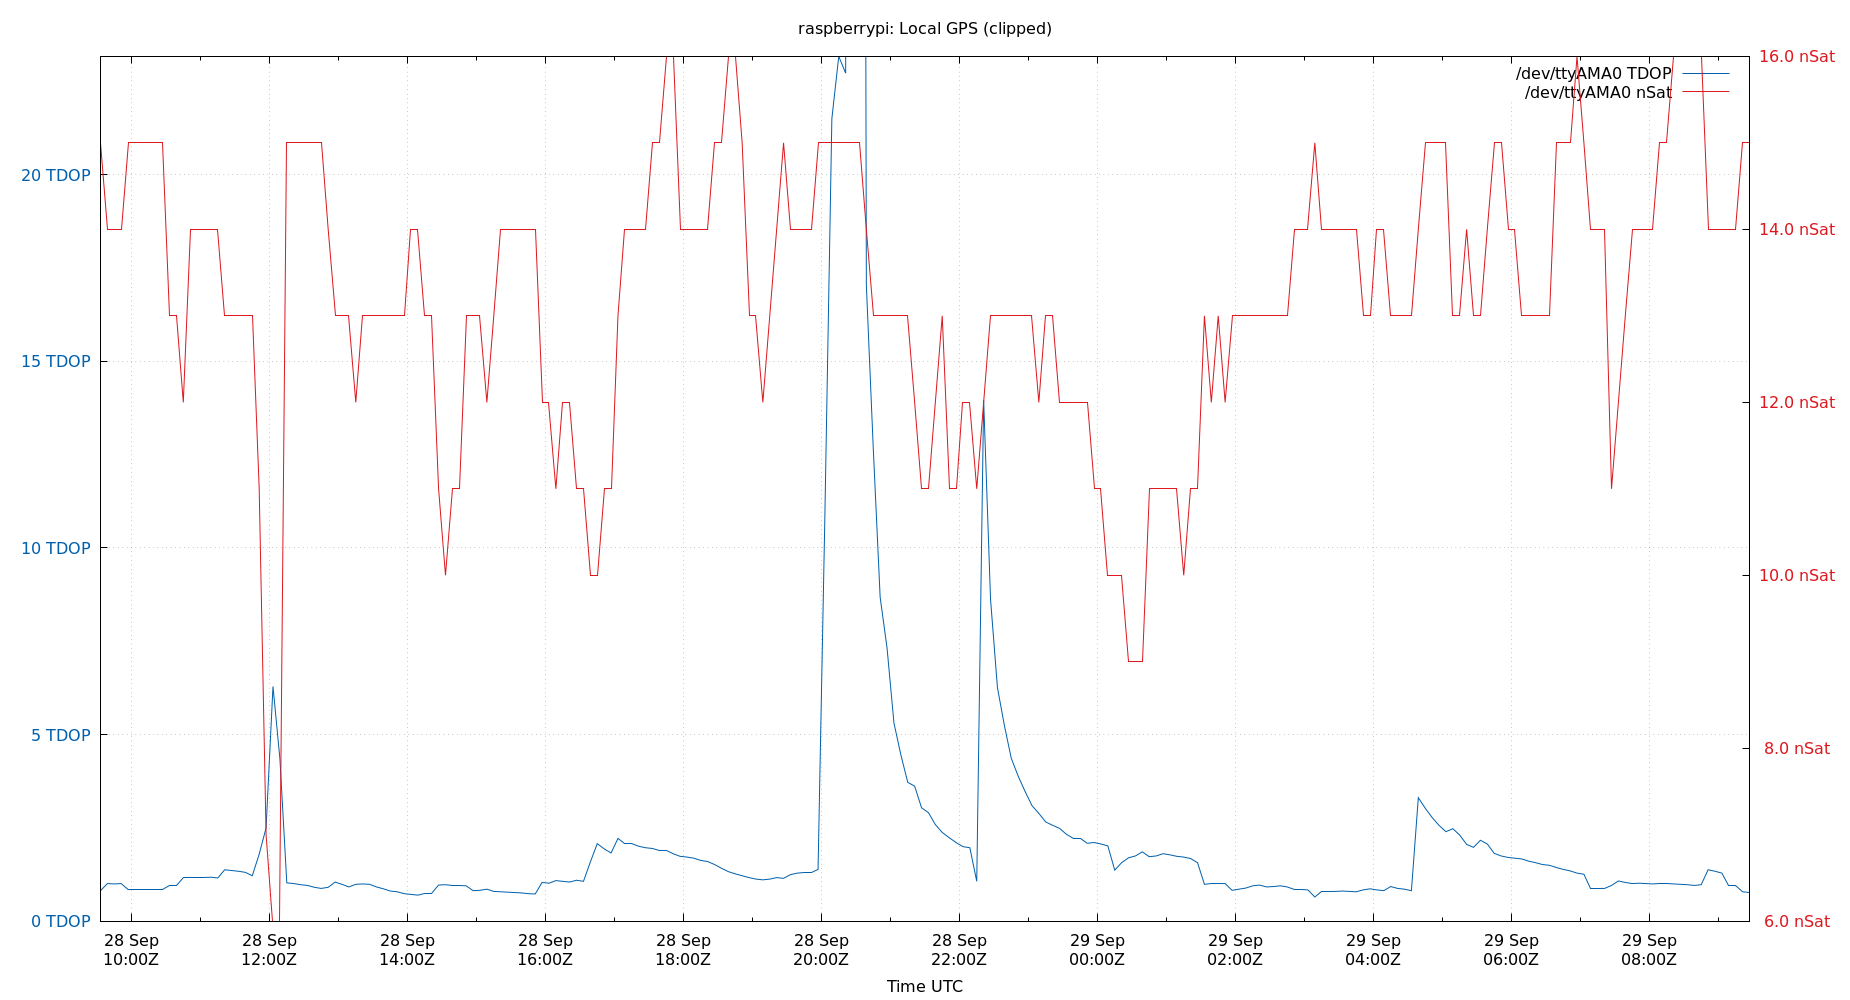 raspberrypi: Local GPS (clipped)
16.0 nSat
/dev/ttyAMA0 TDOP
/dev/ttyAMA0 nSat
20 TDOP
14.0 nSat
15 TDOP
12.0 nSat
10 TDOP
10.0 nSat
5 TDOP
8.0 nSat
0 TDOP
6.0 nSat
28 Sep 28 Sep 28 Sep 28 Sep 28 Sep 28 Sep 28 Sep 29 Sep 29 Sep 29 Sep 29 Sep 29 Sep
10:00Z 12:00Z 14:00Z 16:00Z 18:00Z 20:00Z 22:00Z 00:00Z 02:00Z 04:00Z 06:00Z 08:00Z
Time UTC